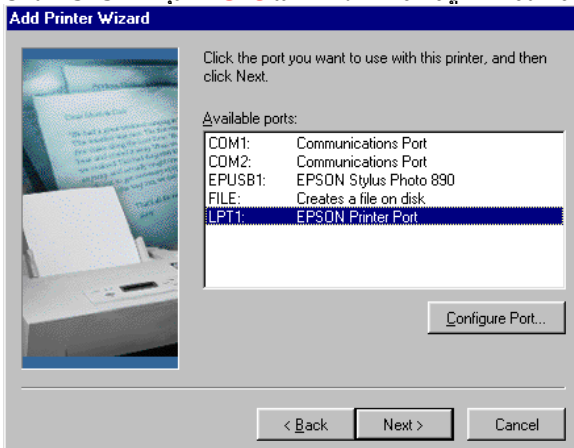 Add Printer Wizard
Click the port you want to use with this printer, and then
click Next.
Available ports:
COM1: Communications Port
COM2: Communications Port
EPUSB1: EPSON Stylus Photo 890
FILE: Creates a file on disk
LPT1: EPSON Printer Port
Configure Port...
< Back
Next >
Cancel